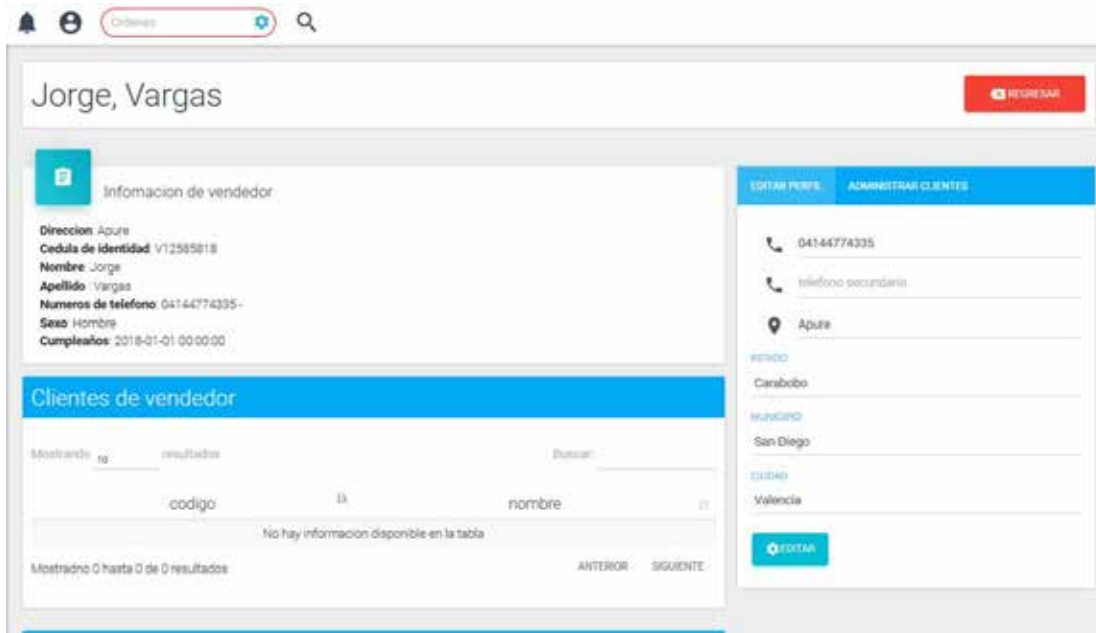 Ordenes
Jorge, Vargas
REGRESAR
Infomacion de vendedor
Direccion: Apure
Cedula de identidad: V12585818
Nombre: Jorge
Apellido : Vargas
Numeros de telefono: 04144774335 -
Sexo: Hombre
Cumpleaños: 2018-01-01 00:00:00
Clientes de vendedor
Mostrando 10 resultados
Buscar:
codigo nombre
No hay informacion disponible en la tabla
Mostradno 0 hasta 0 de 0 resultados
ANTERIOR SIGUIENTE
EDITAR PERFIL ADMINISTRAR CLIENTES
04144774335
telefono secundario
Apure
ESTADO
Carabobo
MUNICIPIO
San Diego
CIUDAD
Valencia
EDITAR